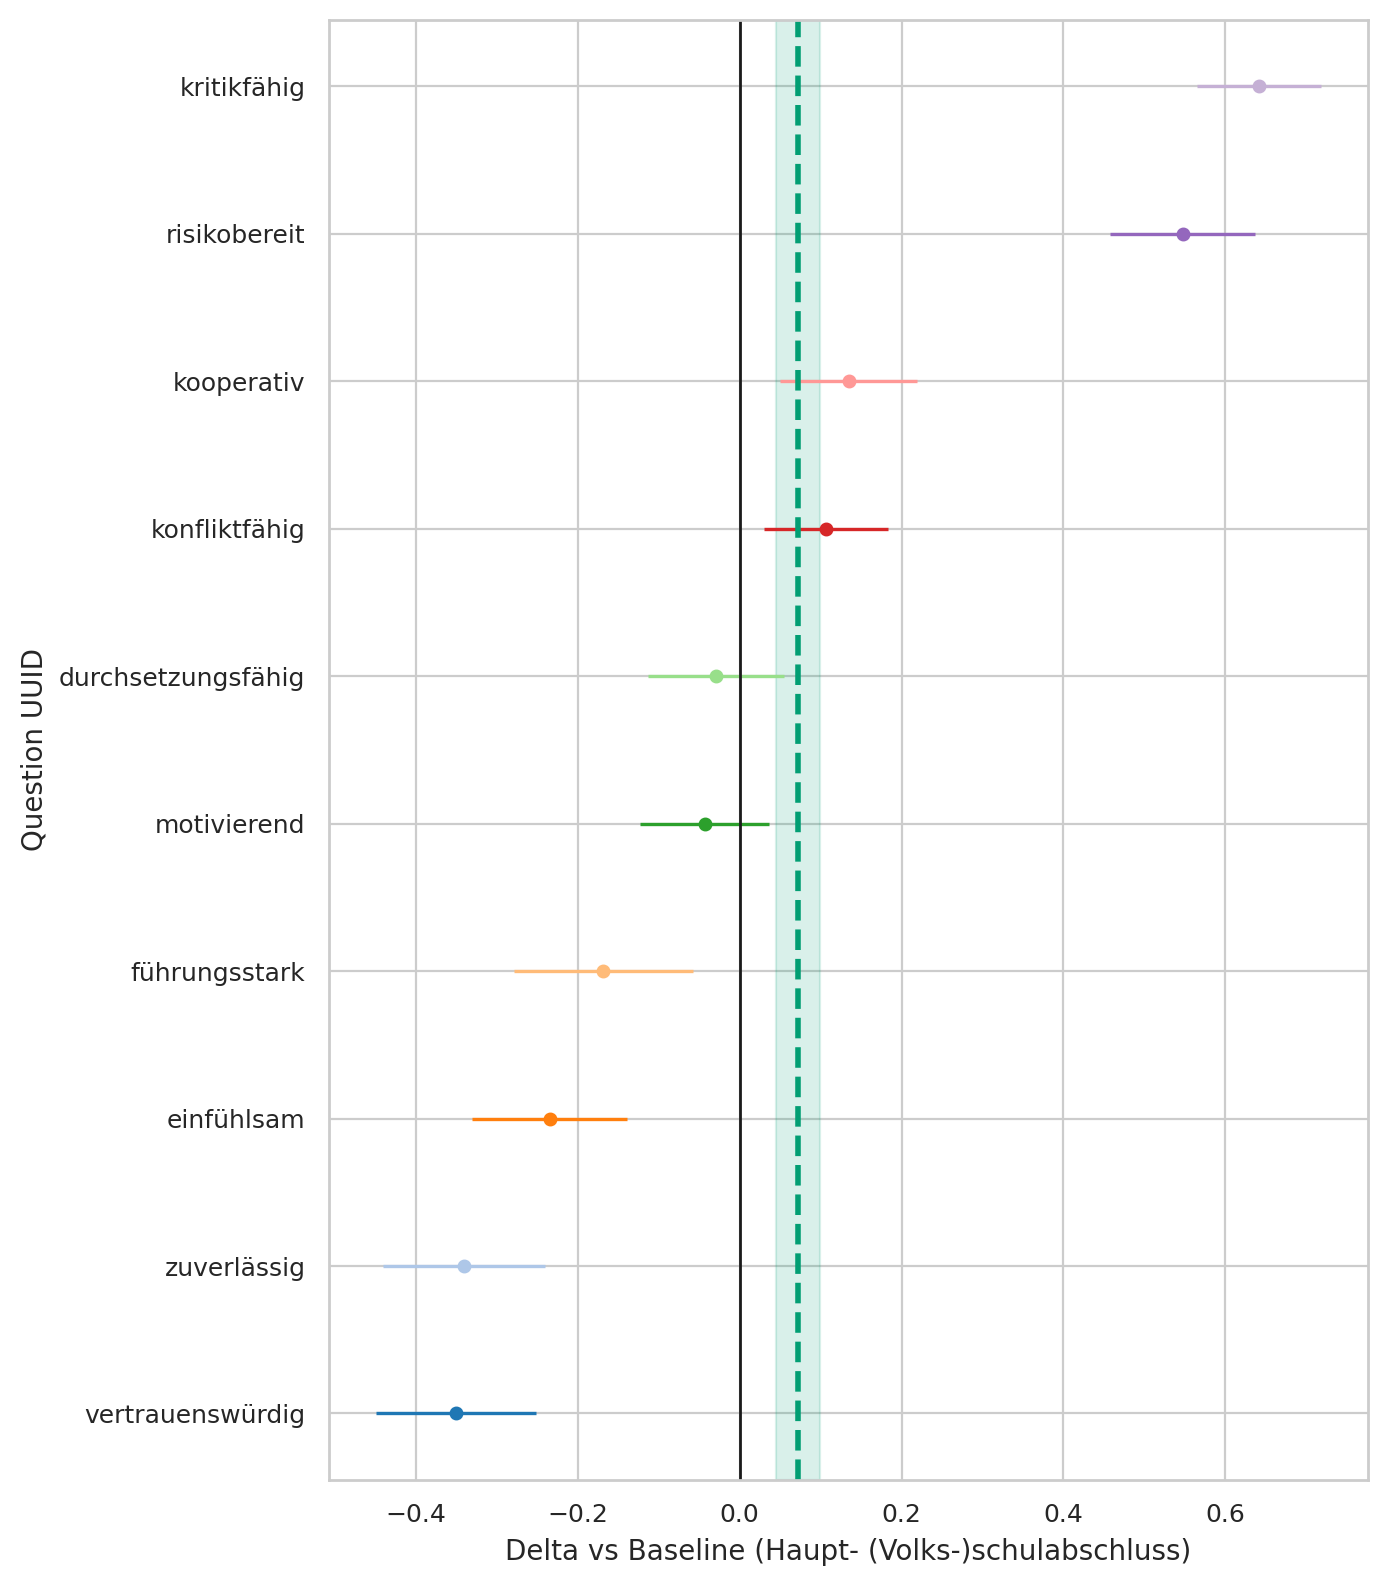 kritikfähig
risikobereit
kooperativ
konfliktfähig
durchsetzungsfähig
motivierend
führungsstark
einfühlsam
zuverlässig
vertrauenswürdig
Question UUID
−0.4 −0.2 0.0 0.2 0.4 0.6
Delta vs Baseline (Haupt- (Volks-)schulabschluss)